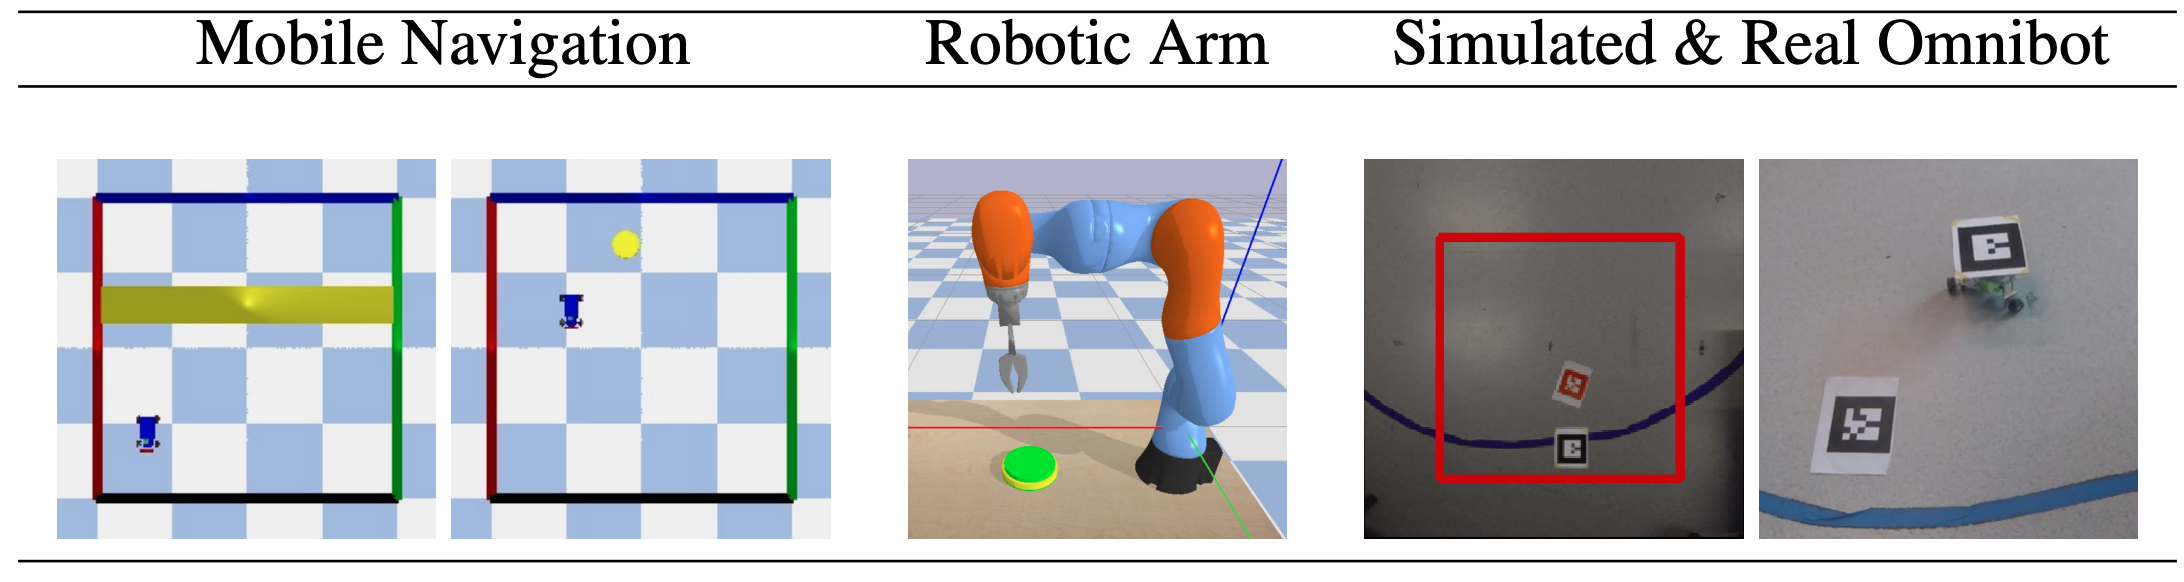 Mobile Navigation
Robotic Arm
Simulated & Real Omnibot